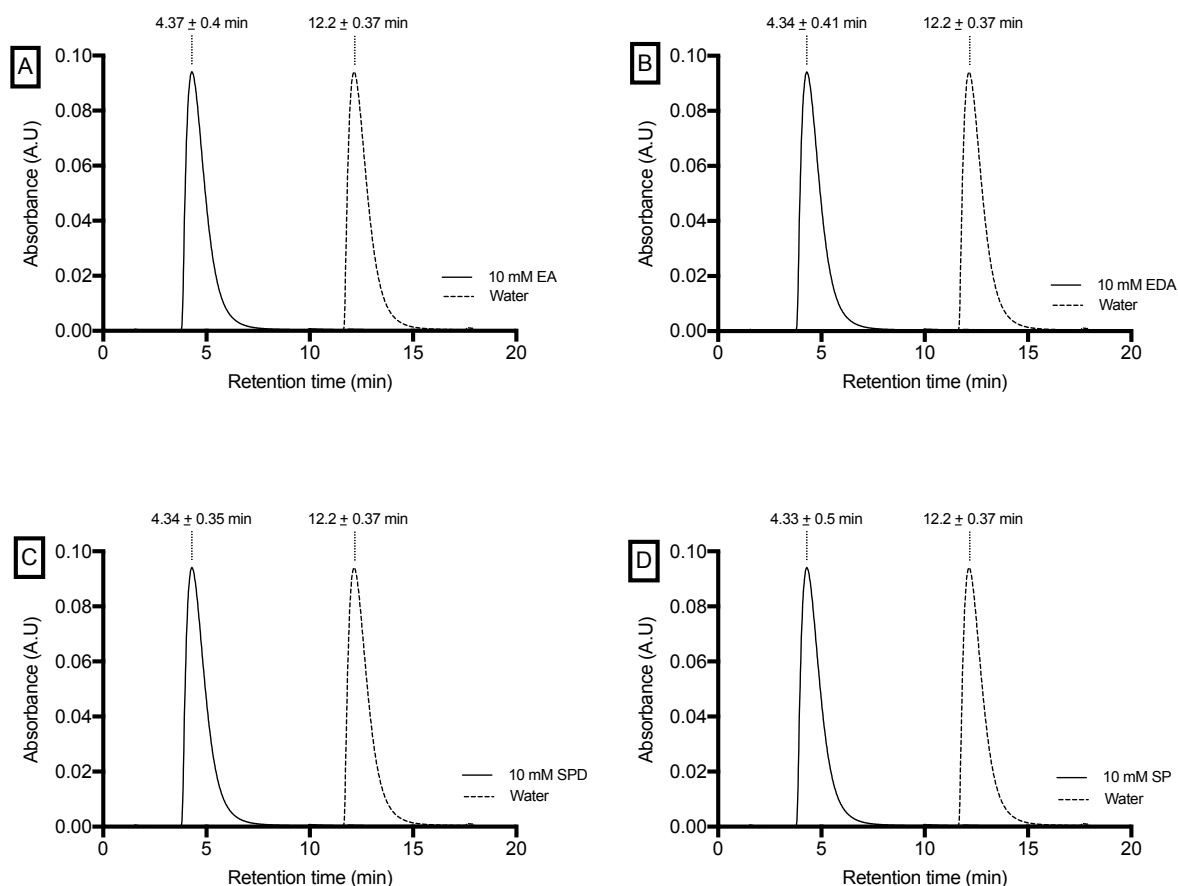 4.37 ± 0.4 min
12.2 ± 0.37 min
A
0.10
0.08
0.06
0.04
0.02
0.00
Absorbance (A.U)
10 mM EA
Water
0 5 10 15 20
Retention time (min)
4.34 ± 0.41 min
12.2 ± 0.37 min
B
0.10
0.08
0.06
0.04
0.02
0.00
Absorbance (A.U)
10 mM EDA
Water
0 5 10 15 20
Retention time (min)
4.34 ± 0.35 min
12.2 ± 0.37 min
C
0.10
0.08
0.06
0.04
0.02
0.00
Absorbance (A.U)
10 mM SPD
Water
0 5 10 15 20
Retention time (min)
4.33 ± 0.5 min
12.2 ± 0.37 min
D
0.10
0.08
0.06
0.04
0.02
0.00
Absorbance (A.U)
10 mM SP
Water
0 5 10 15 20
Retention time (min)